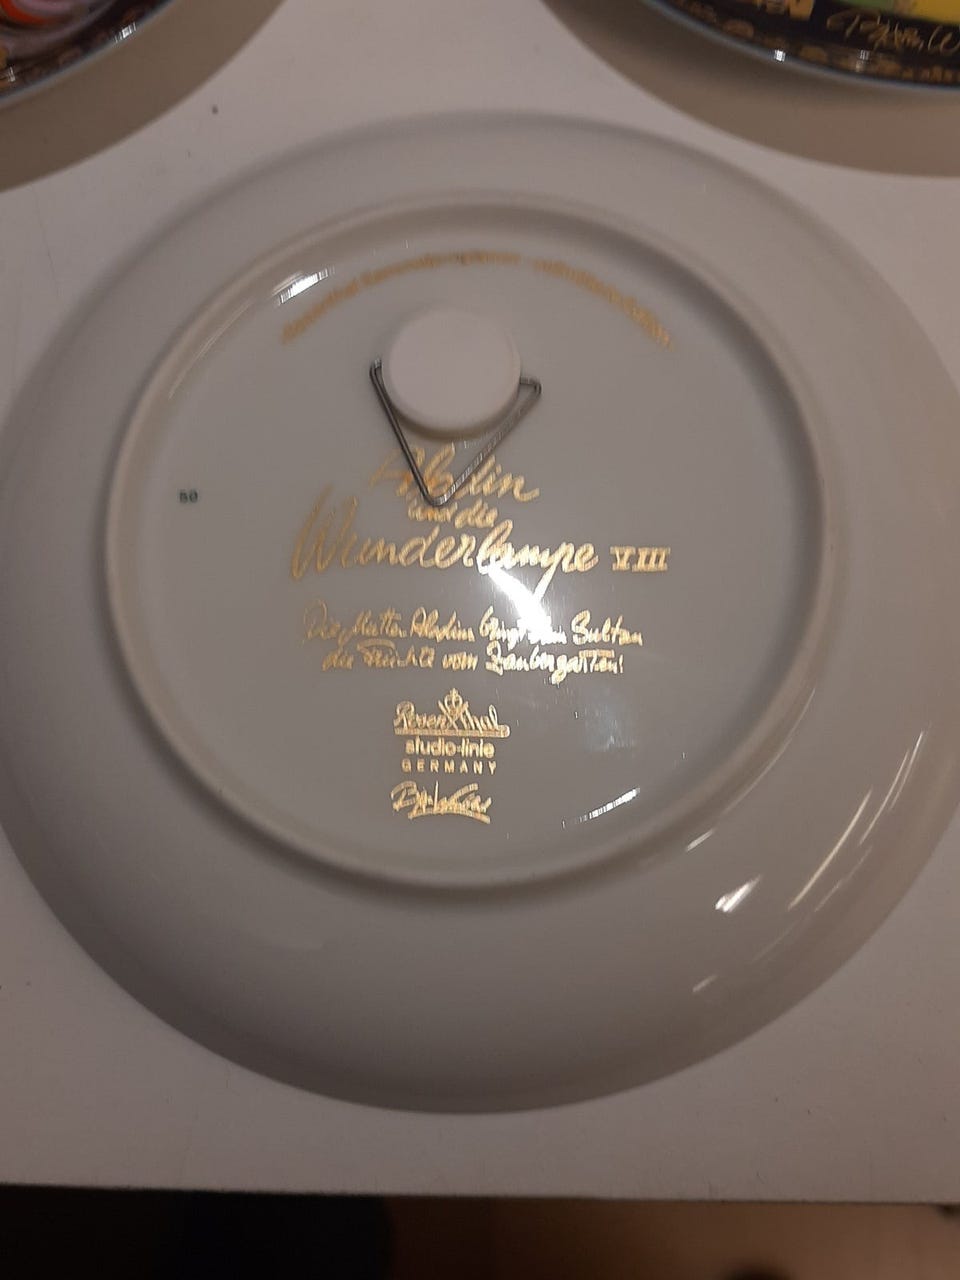 Aladin
und die
Wunderlampe VIII
Die Mutter Aladins bringt dem Sultan
die Früchte vom Zaubergarten!
Rosenthal
studio-linie
GERMANY
50